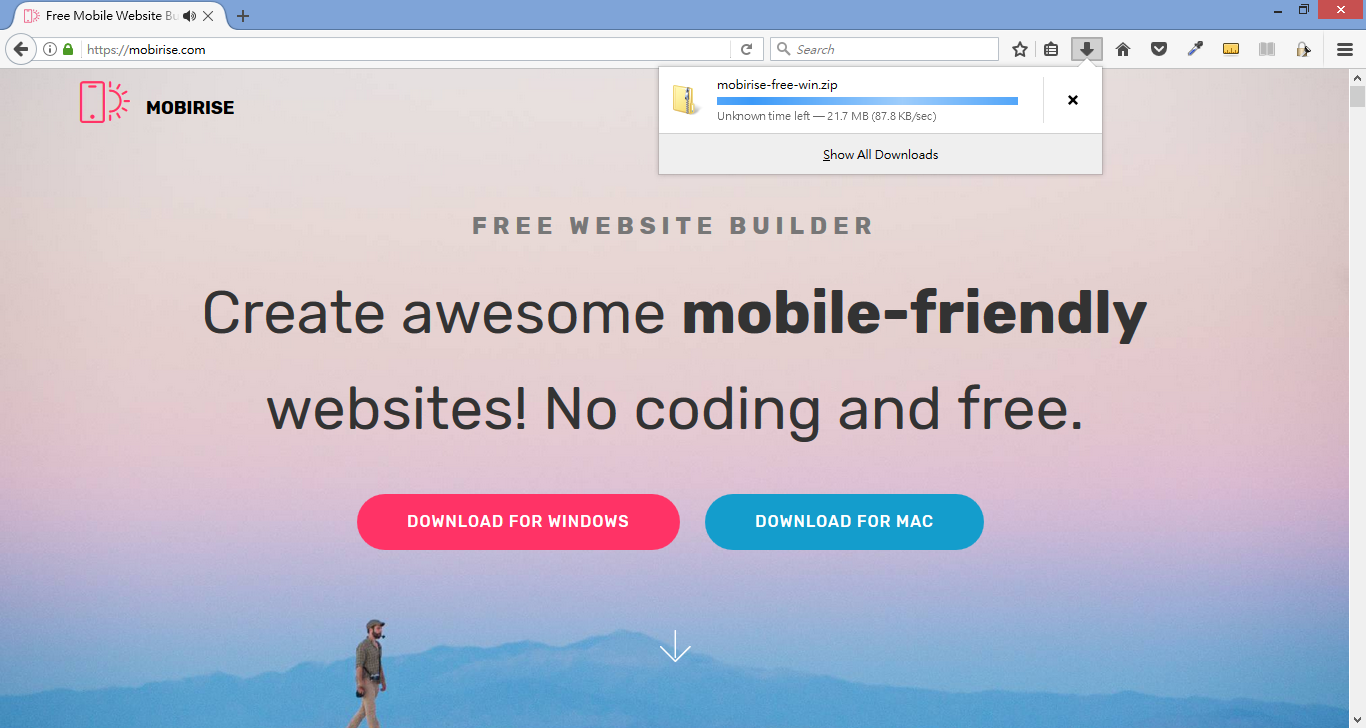 Free Mobile Website Bu
https://mobirise.com
Search
mobirise-free-win.zip
Unknown time left — 21.7 MB (87.8 KB/sec)
Show All Downloads
MOBIRISE
FREE WEBSITE BUILDER
Create awesome mobile-friendly
websites! No coding and free.
DOWNLOAD FOR WINDOWS
DOWNLOAD FOR MAC